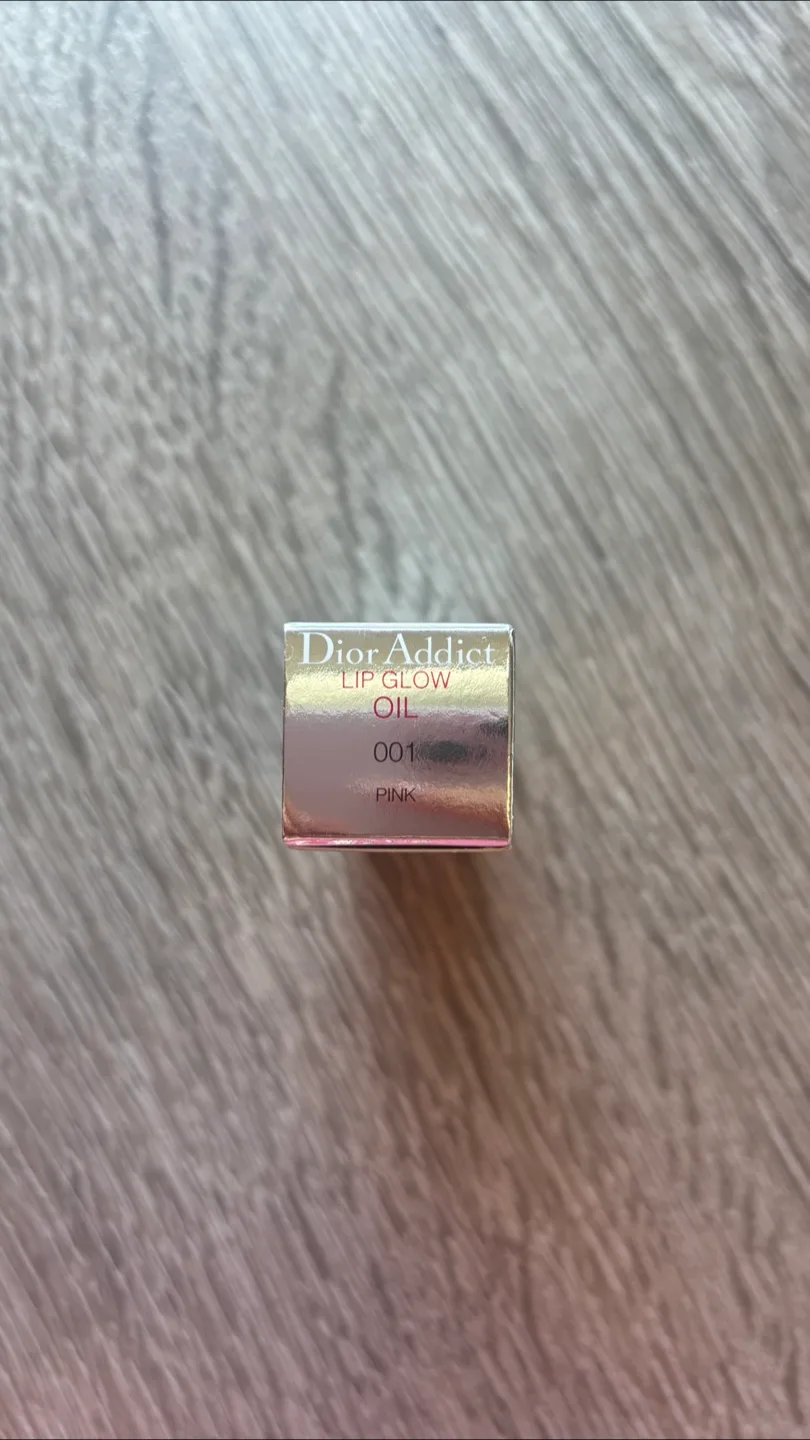 Dior Addict
LIP GLOW
OIL
001
PINK